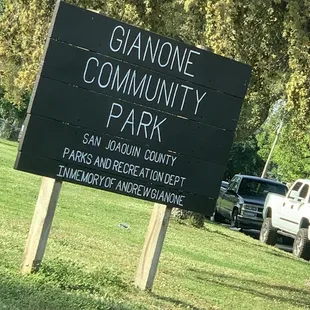 GIANONE
COMMUNITY
PARK
SAN JOAQUIN COUNTY
PARKS AND RECREATION DEPT
IN MEMORY OF ANDREW GIANONE